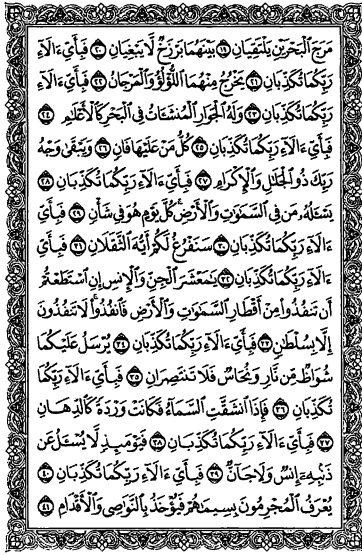 مَرَجَ ٱلْبَحْرَيْنِ يَلْتَقِيَانِ ١٩ بَيْنَهُمَا بَرْزَخٌ لَّا يَبْغِيَانِ ٢٠ فَبِأَيِّ ءَالَآءِ
رَبِّكُمَا تُكَذِّبَانِ ٢١ يَخْرُجُ مِنْهُمَا ٱللُّؤْلُؤُ وَٱلْمَرْجَانُ ٢٢ فَبِأَيِّ ءَالَآءِ
رَبِّكُمَا تُكَذِّبَانِ ٢٣ وَلَهُ ٱلْجَوَارِ ٱلْمُنشَـَٔاتُ فِى ٱلْبَحْرِ كَٱلْأَعْلَٰمِ ٢٤
فَبِأَيِّ ءَالَآءِ رَبِّكُمَا تُكَذِّبَانِ ٢٥ كُلُّ مَنْ عَلَيْهَا فَانٍ ٢٦ وَيَبْقَىٰ وَجْهُ
رَبِّكَ ذُو ٱلْجَلَٰلِ وَٱلْإِكْرَامِ ٢٧ فَبِأَيِّ ءَالَآءِ رَبِّكُمَا تُكَذِّبَانِ ٢٨
يَسْـَٔلُهُۥ مَن فِى ٱلسَّمَٰوَٰتِ وَٱلْأَرْضِ ۚ كُلَّ يَوْمٍ هُوَ فِى شَأْنٍ ٢٩ فَبِأَيِّ
ءَالَآءِ رَبِّكُمَا تُكَذِّبَانِ ٣٠ سَنَفْرُغُ لَكُمْ أَيُّهَ ٱلثَّقَلَانِ ٣١ فَبِأَيِّ
ءَالَآءِ رَبِّكُمَا تُكَذِّبَانِ ٣٢ يَٰمَعْشَرَ ٱلْجِنِّ وَٱلْإِنسِ إِنِ ٱسْتَطَعْتُمْ
أَن تَنفُذُوا۟ مِنْ أَقْطَارِ ٱلسَّمَٰوَٰتِ وَٱلْأَرْضِ فَٱنفُذُوا۟ ۚ لَا تَنفُذُونَ
إِلَّا بِسُلْطَٰنٍ ٣٣ فَبِأَيِّ ءَالَآءِ رَبِّكُمَا تُكَذِّبَانِ ٣٤ يُرْسَلُ عَلَيْكُمَا
شُوَاظٌ مِّن نَّارٍ وَنُحَاسٌ فَلَا تَنتَصِرَانِ ٣٥ فَبِأَيِّ ءَالَآءِ رَبِّكُمَا
تُكَذِّبَانِ ٣٦ فَإِذَا ٱنشَقَّتِ ٱلسَّمَآءُ فَكَانَتْ وَرْدَةً كَٱلدِّهَانِ
٣٧ فَبِأَيِّ ءَالَآءِ رَبِّكُمَا تُكَذِّبَانِ ٣٨ فَيَوْمَئِذٍ لَّا يُسْـَٔلُ عَن
ذَنۢبِهِۦٓ إِنسٌ وَلَا جَآنٌّ ٣٩ فَبِأَيِّ ءَالَآءِ رَبِّكُمَا تُكَذِّبَانِ ٤٠
يُعْرَفُ ٱلْمُجْرِمُونَ بِسِيمَٰهُمْ فَيُؤْخَذُ بِٱلنَّوَٰصِى وَٱلْأَقْدَامِ ٤١